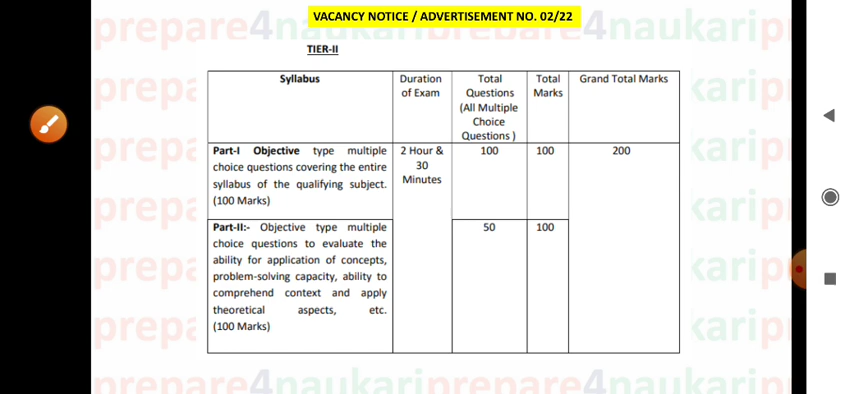 VACANCY NOTICE / ADVERTISEMENT NO. 02/22
prepare4naukariprepare4naukarip
TIER-II
Syllabus
Duration
of Exam
Total
Questions
(All Multiple
Choice
Questions )
Total
Marks
Grand Total Marks
Part-I Objective type multiple
choice questions covering the entire
syllabus of the qualifying subject.
(100 Marks)
2 Hour &
30
Minutes
100
100
200
Part-II:- Objective type multiple
choice questions to evaluate the
ability for application of concepts,
problem-solving capacity, ability to
comprehend context and apply
theoretical aspects, etc.
(100 Marks)
50
100
prepare4naukariprepare4naukarip